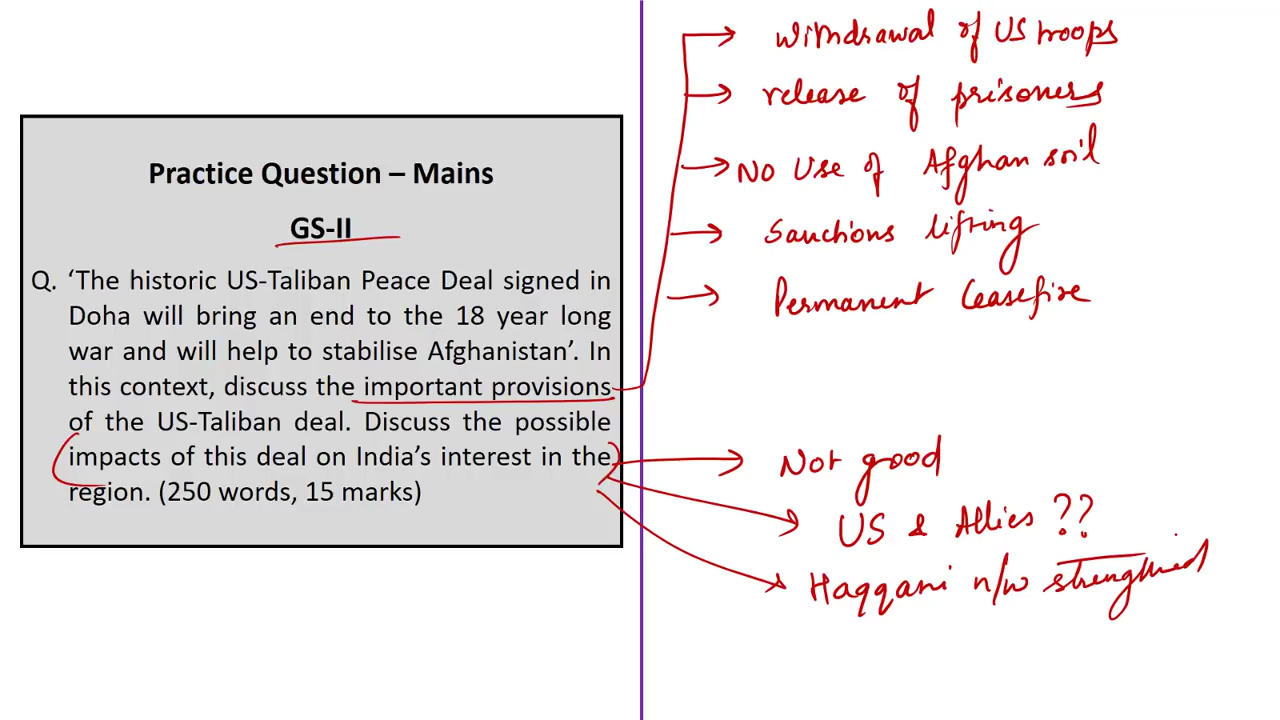 Practice Question – Mains
GS-II
Q. ‘The historic US-Taliban Peace Deal signed in
Doha will bring an end to the 18 year long
war and will help to stabilise Afghanistan’. In
this context, discuss the important provisions
of the US-Taliban deal. Discuss the possible
impacts of this deal on India’s interest in the
region. (250 words, 15 marks)
withdrawal of US troops
release of prisoners
No Use of Afghan soil
Sanctions lifting
Permanent Ceasefire
Not good
US & Allies ??
Haqqani n/w strengthned